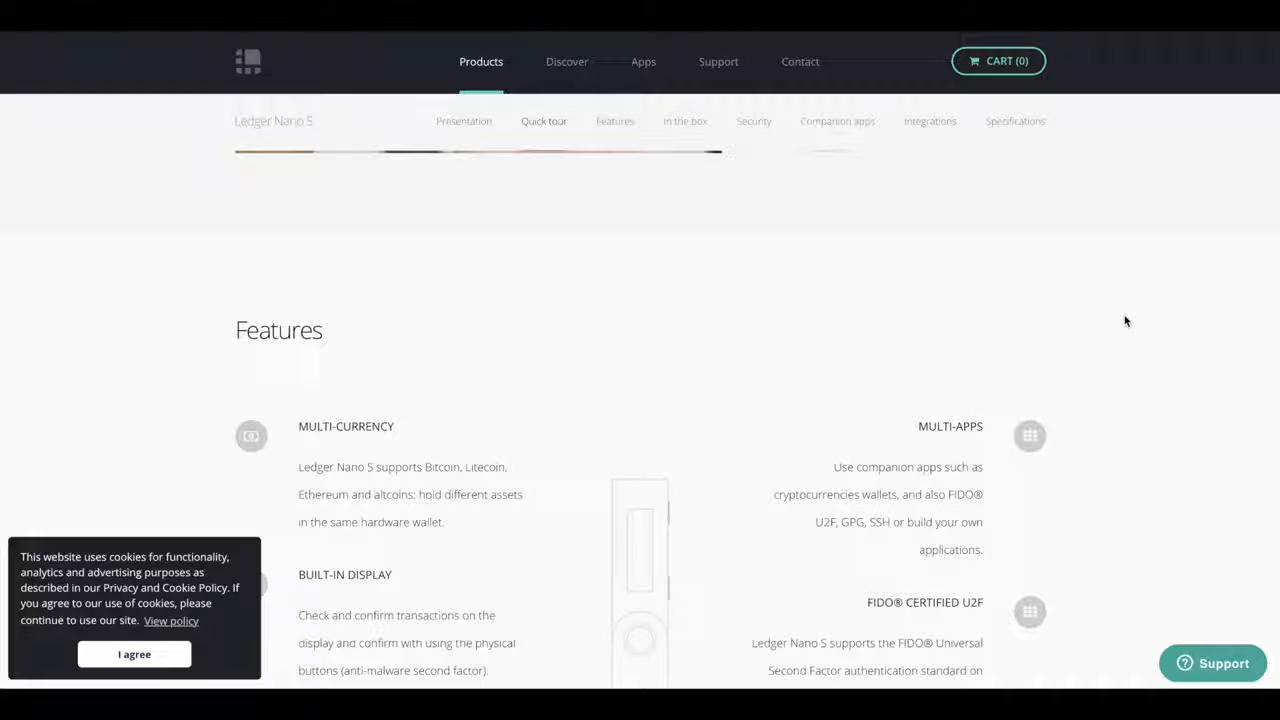 Products
Discover
Apps
Support
Contact
CART (0)
Ledger Nano S
Presentation
Quick tour
Features
In the box
Security
Companion apps
Integrations
Specifications
Features
MULTI-CURRENCY
Ledger Nano S supports Bitcoin, Litecoin,
Ethereum and altcoins: hold different assets
in the same hardware wallet.
BUILT-IN DISPLAY
Check and confirm transactions on the
display and confirm with using the physical
buttons (anti-malware second factor).
MULTI-APPS
Use companion apps such as
cryptocurrencies wallets, and also FIDO®
U2F, GPG, SSH or build your own
applications.
FIDO® CERTIFIED U2F
Ledger Nano S supports the FIDO® Universal
Second Factor authentication standard on
This website uses cookies for functionality,
analytics and advertising purposes as
described in our Privacy and Cookie Policy. If
you agree to our use of cookies, please
continue to use our site. View policy
I agree
Support